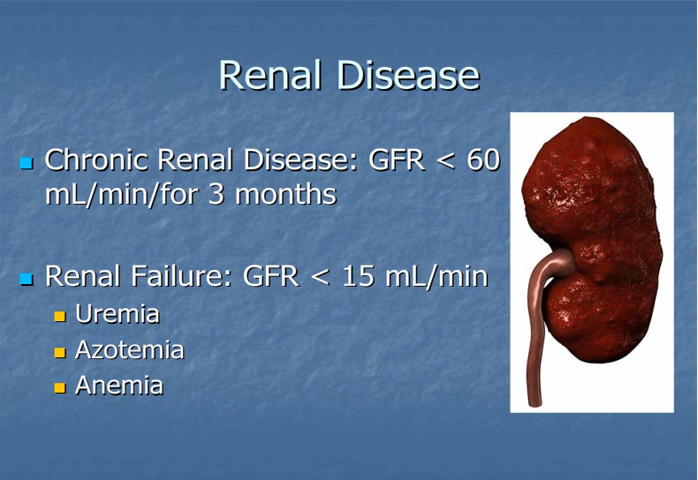 Renal Disease
Chronic Renal Disease: GFR < 60
mL/min/for 3 months
Renal Failure: GFR < 15 mL/min
Uremia
Azotemia
Anemia